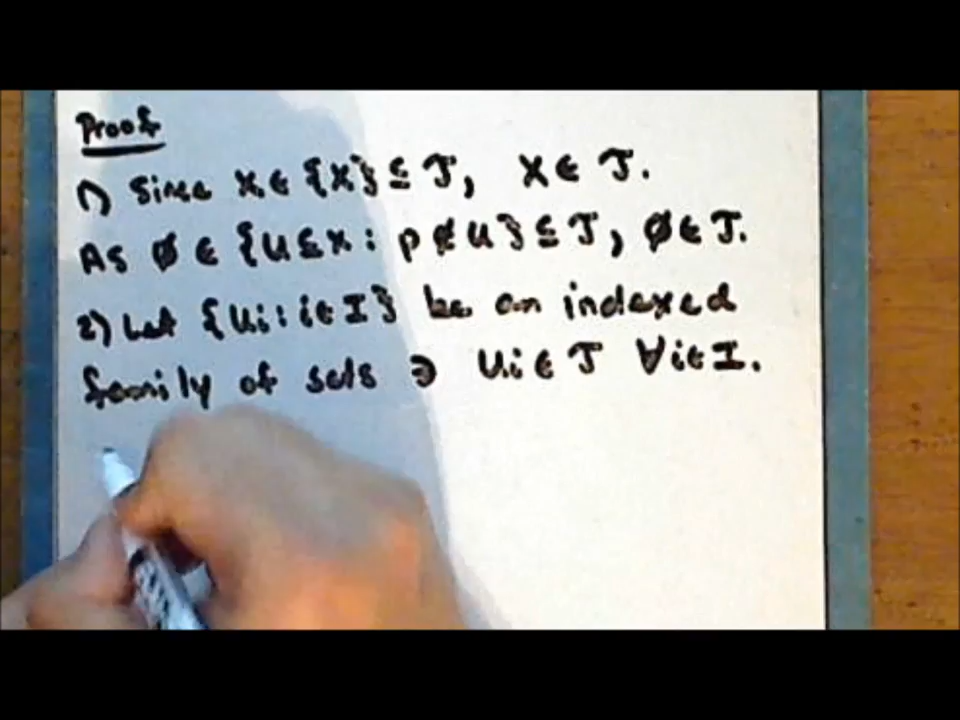 Proof
1) Since X ∈ {X} ⊆ T, X ∈ T.
As ∅ ∈ {U ⊆ X : p ∉ U} ⊆ T, ∅ ∈ T.
2) Let {Ui : i ∈ I} be an indexed
family of sets ∋ Ui ∈ T ∀i ∈ I.